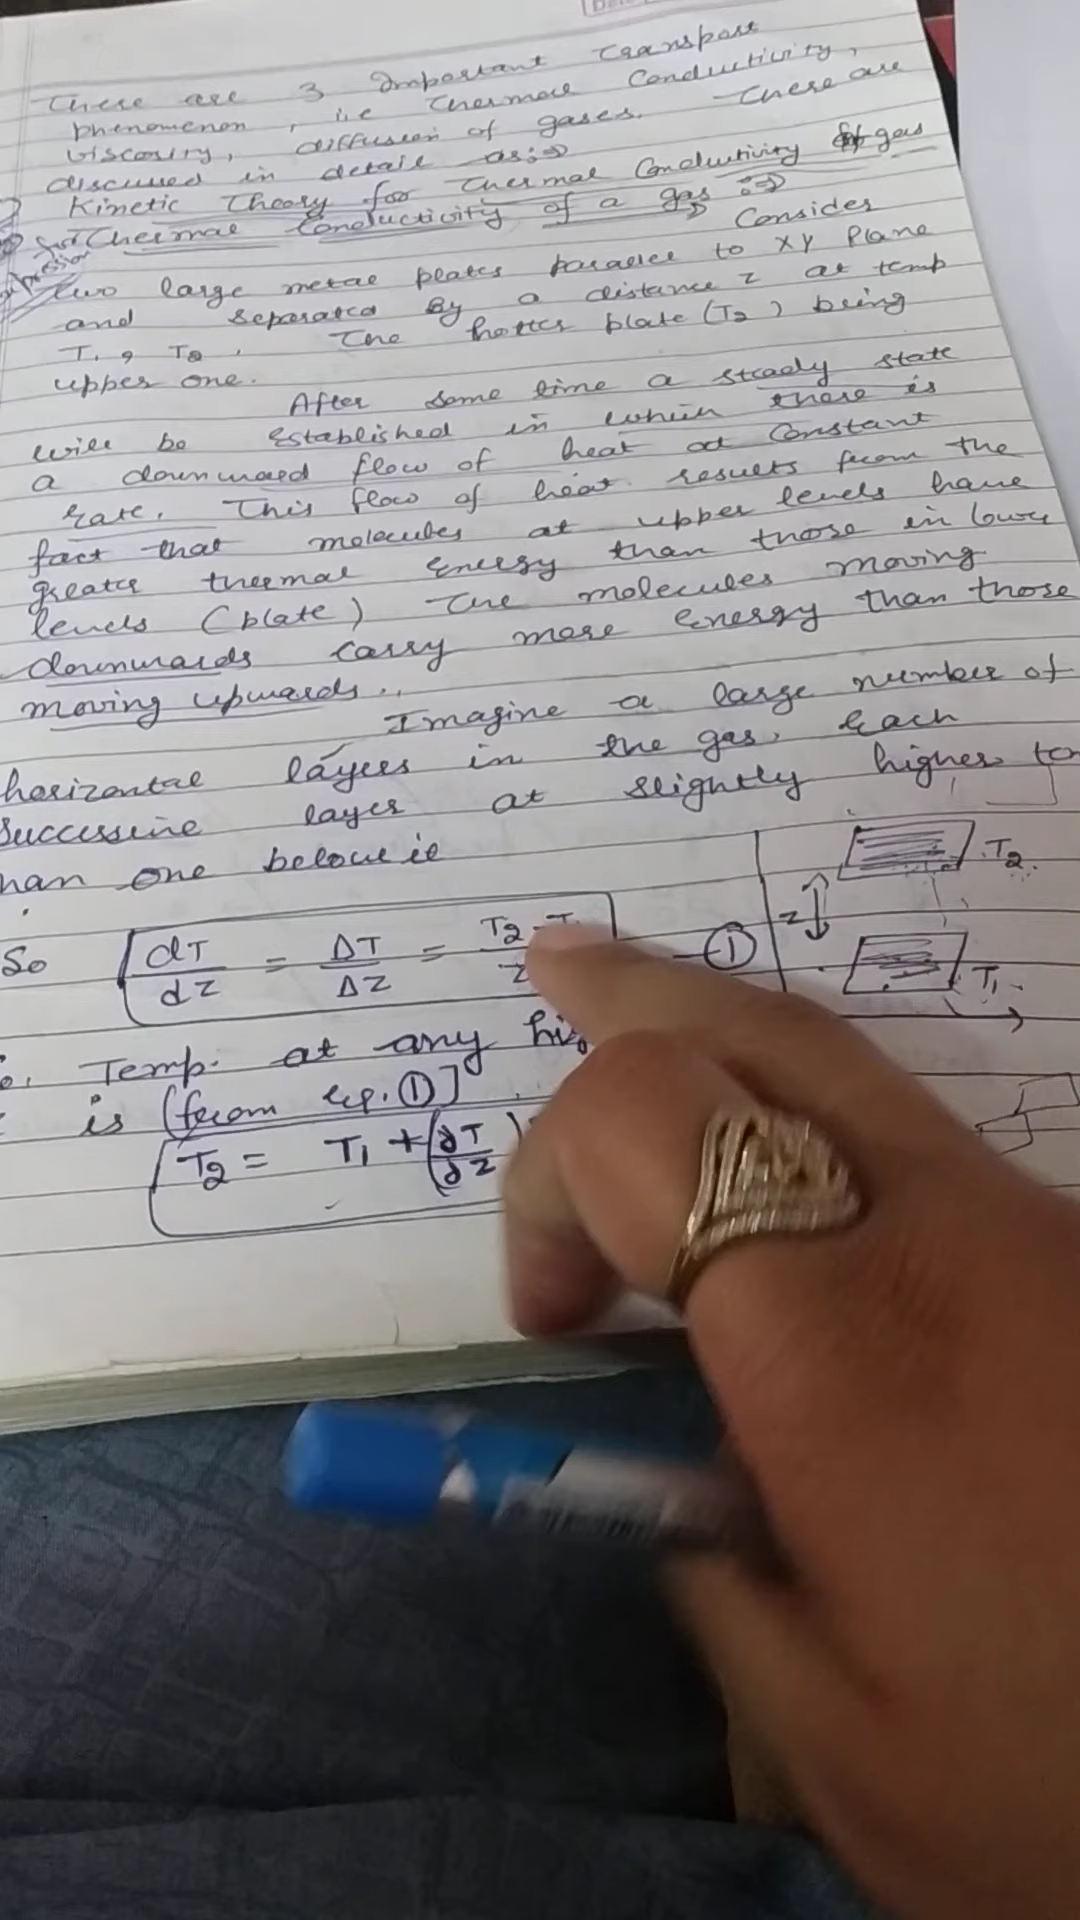 There are 3 Important Transport
phenomenon, i.e Thermal Conductivity,
viscosity, diffusion of gases. These are
discussed in detail as:⇒
Kinetic Theory for Thermal Conductivity of gas
for Thermal Conductivity of a gas :⇒
Two large metal plates parallel to XY Plane Consider
and separated By a distance z at temp
T1, T2. The hotter plate (T2) being
upper one.
After some time a steady state
will be established in which there is
a downward flow of heat at Constant
rate. This flow of heat results from the
fact that molecules at upper levels have
greater thermal energy than those in lower
levels (plate) The molecules moving
downwards carry more energy than those
moving upwards..
Imagine a large number of
horizontal layers in the gas, Each
successive layer at slightly higher te
han one below it
So dT/dZ = ΔT/ΔZ = T2-T /Z — ①
T2
z
T1
Temp. at any hi
is (from eq. ①]
T2 = T1 + (∂T/∂Z)